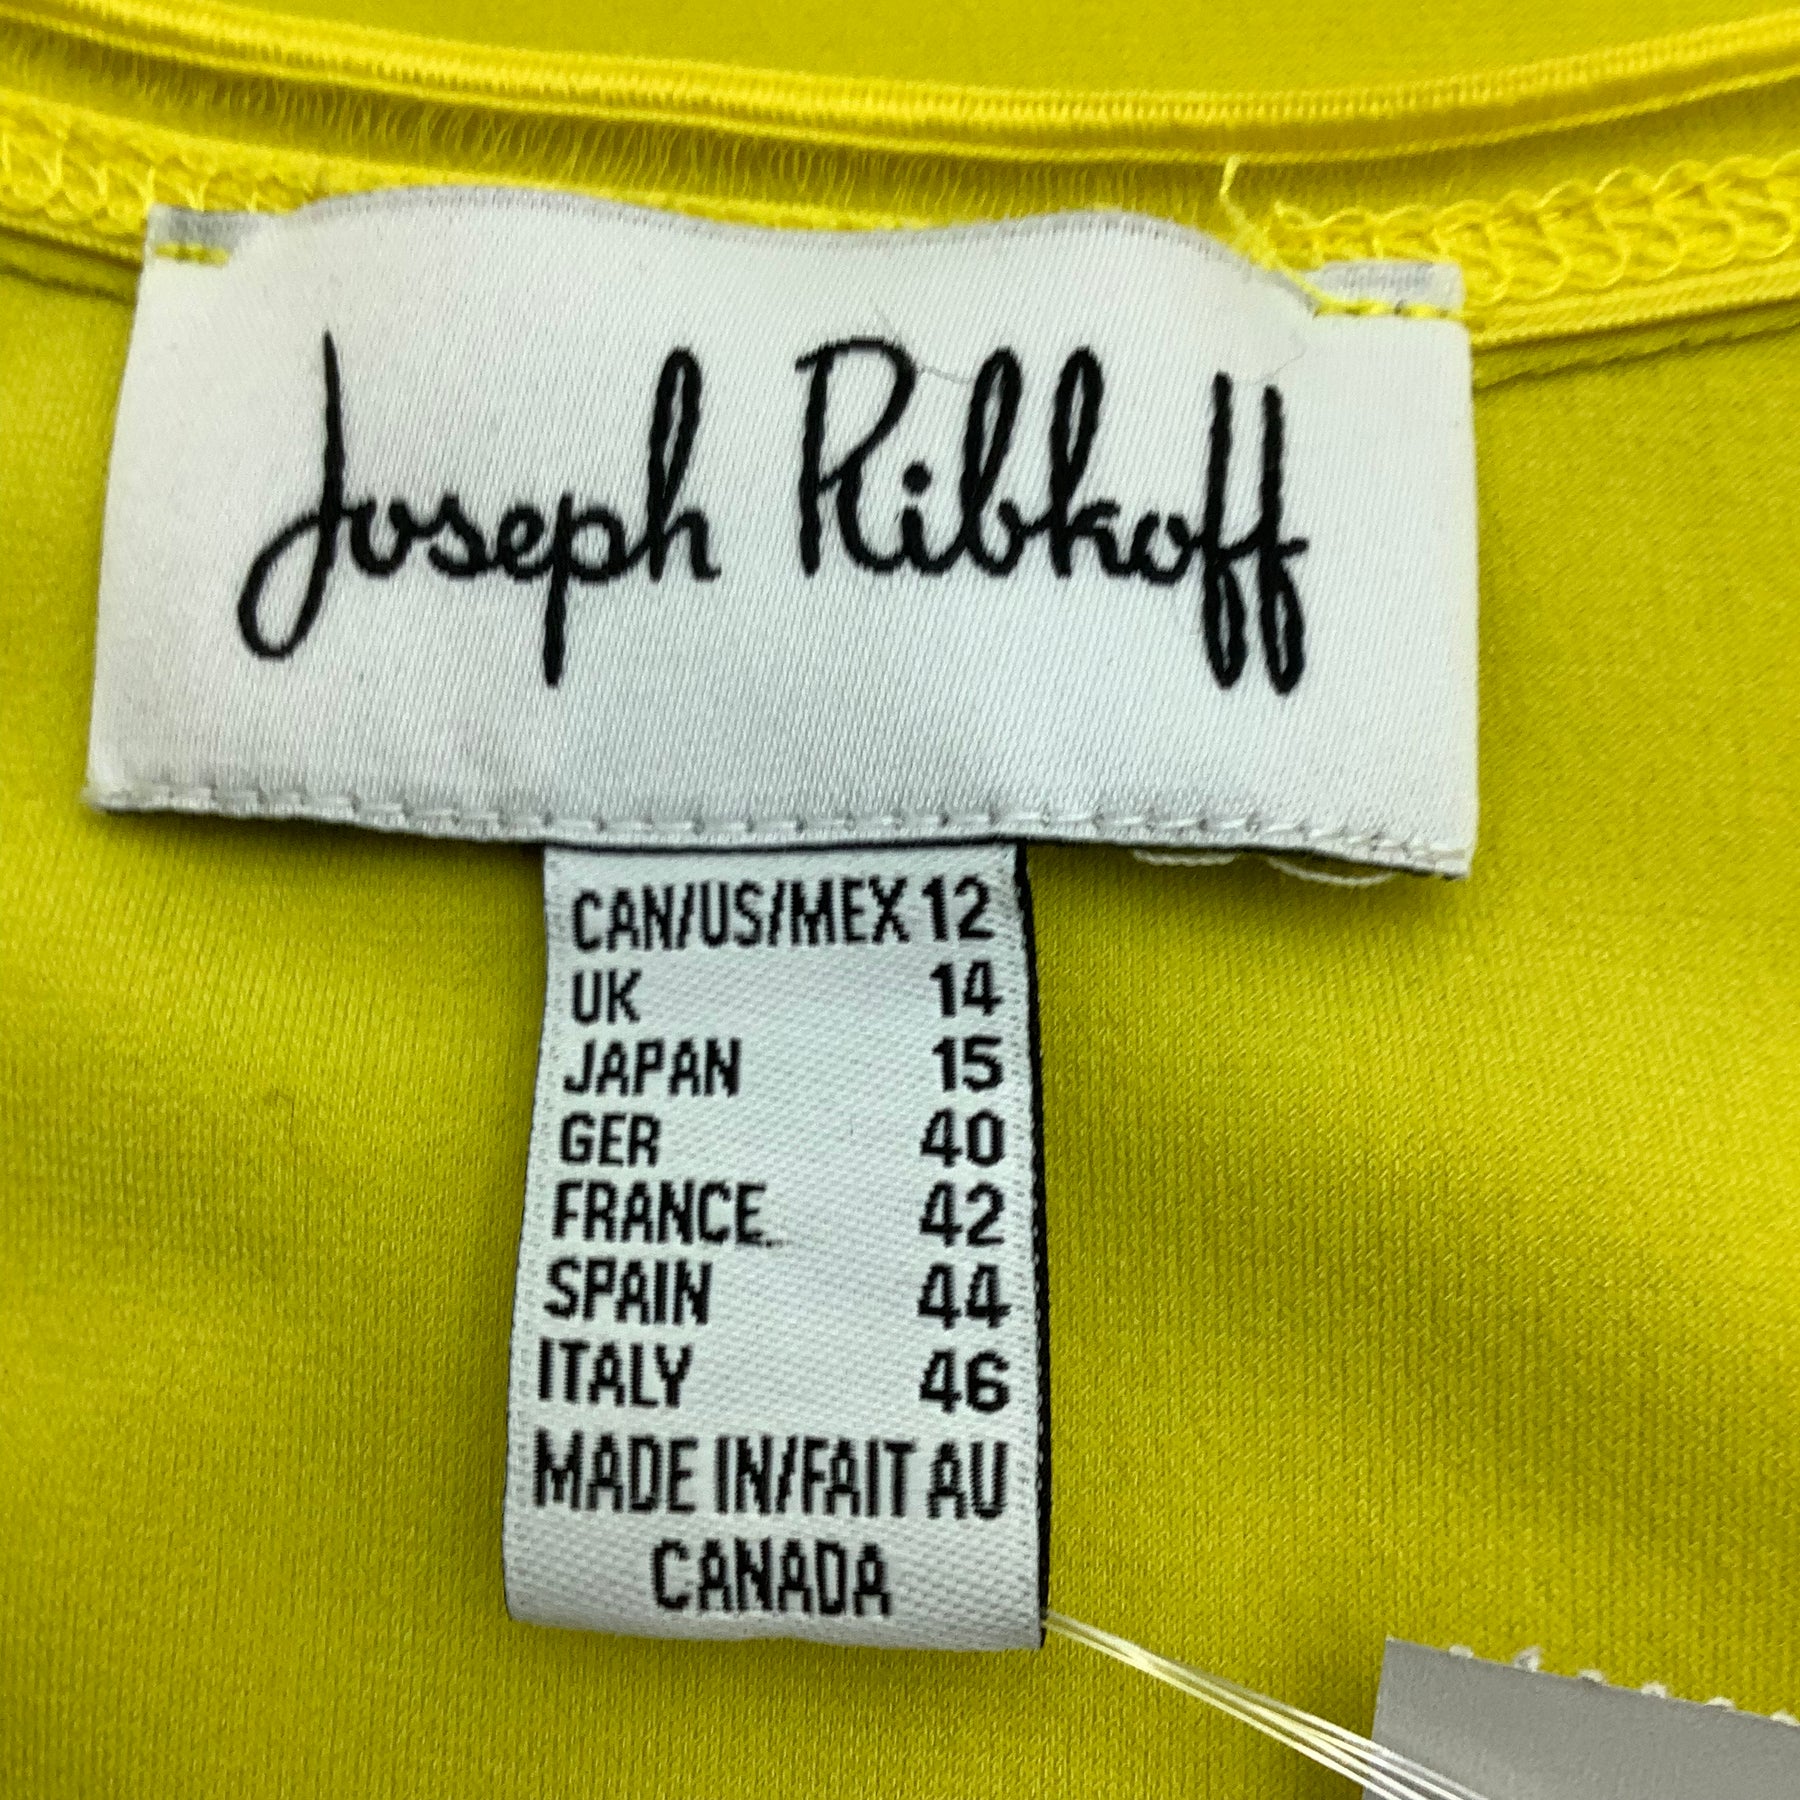 Joseph Ribkoff
CAN/US/MEX 12
UK 14
JAPAN 15
GER 40
FRANCE 42
SPAIN 44
ITALY 46
MADE IN/FAIT AU
CANADA